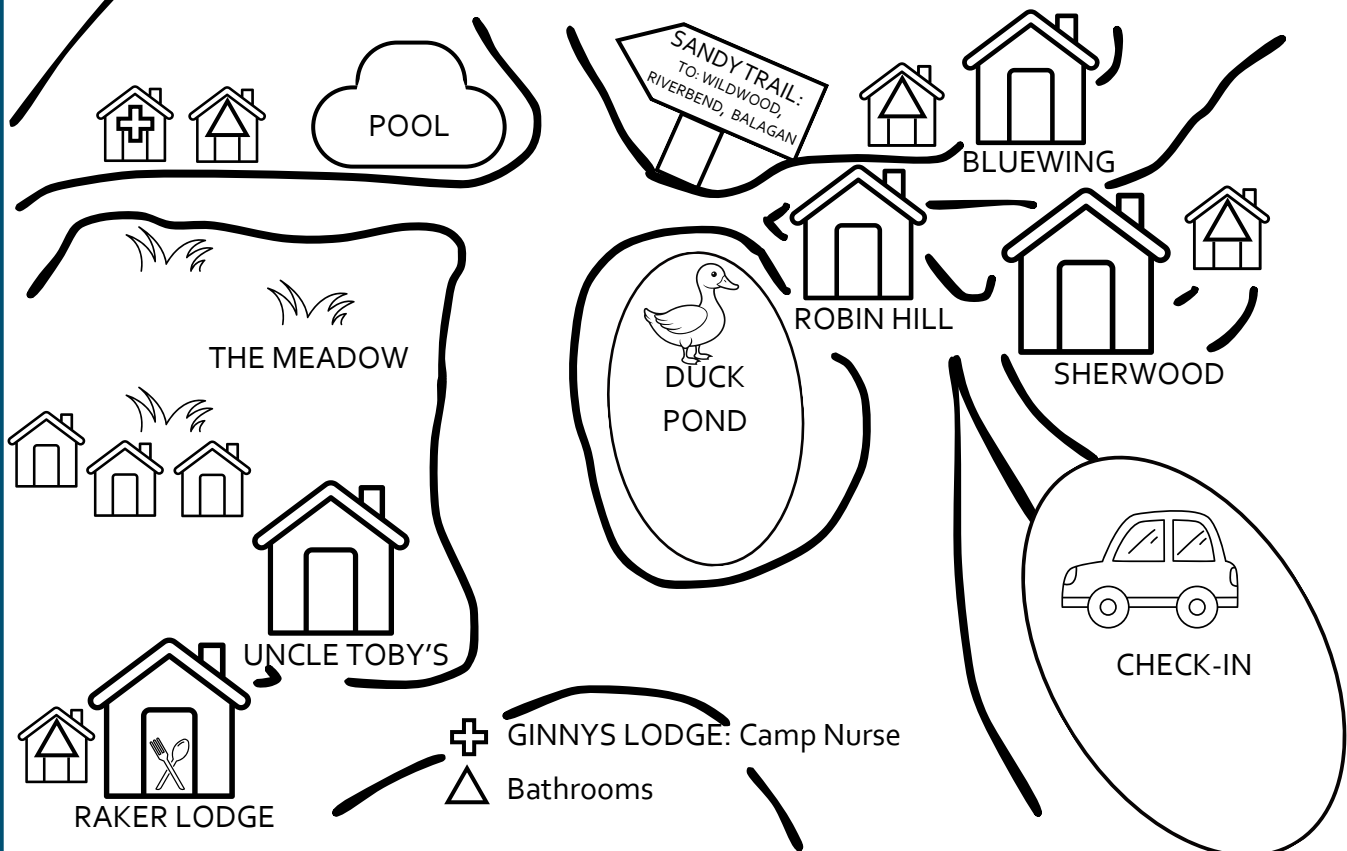 SANDY TRAIL:
TO: WILDWOOD,
RIVERBEND, BALAGAN
POOL
BLUEWING
ROBIN HILL
THE MEADOW
DUCK
POND
SHERWOOD
UNCLE TOBY'S
CHECK-IN
GINNYS LODGE: Camp Nurse
Bathrooms
RAKER LODGE